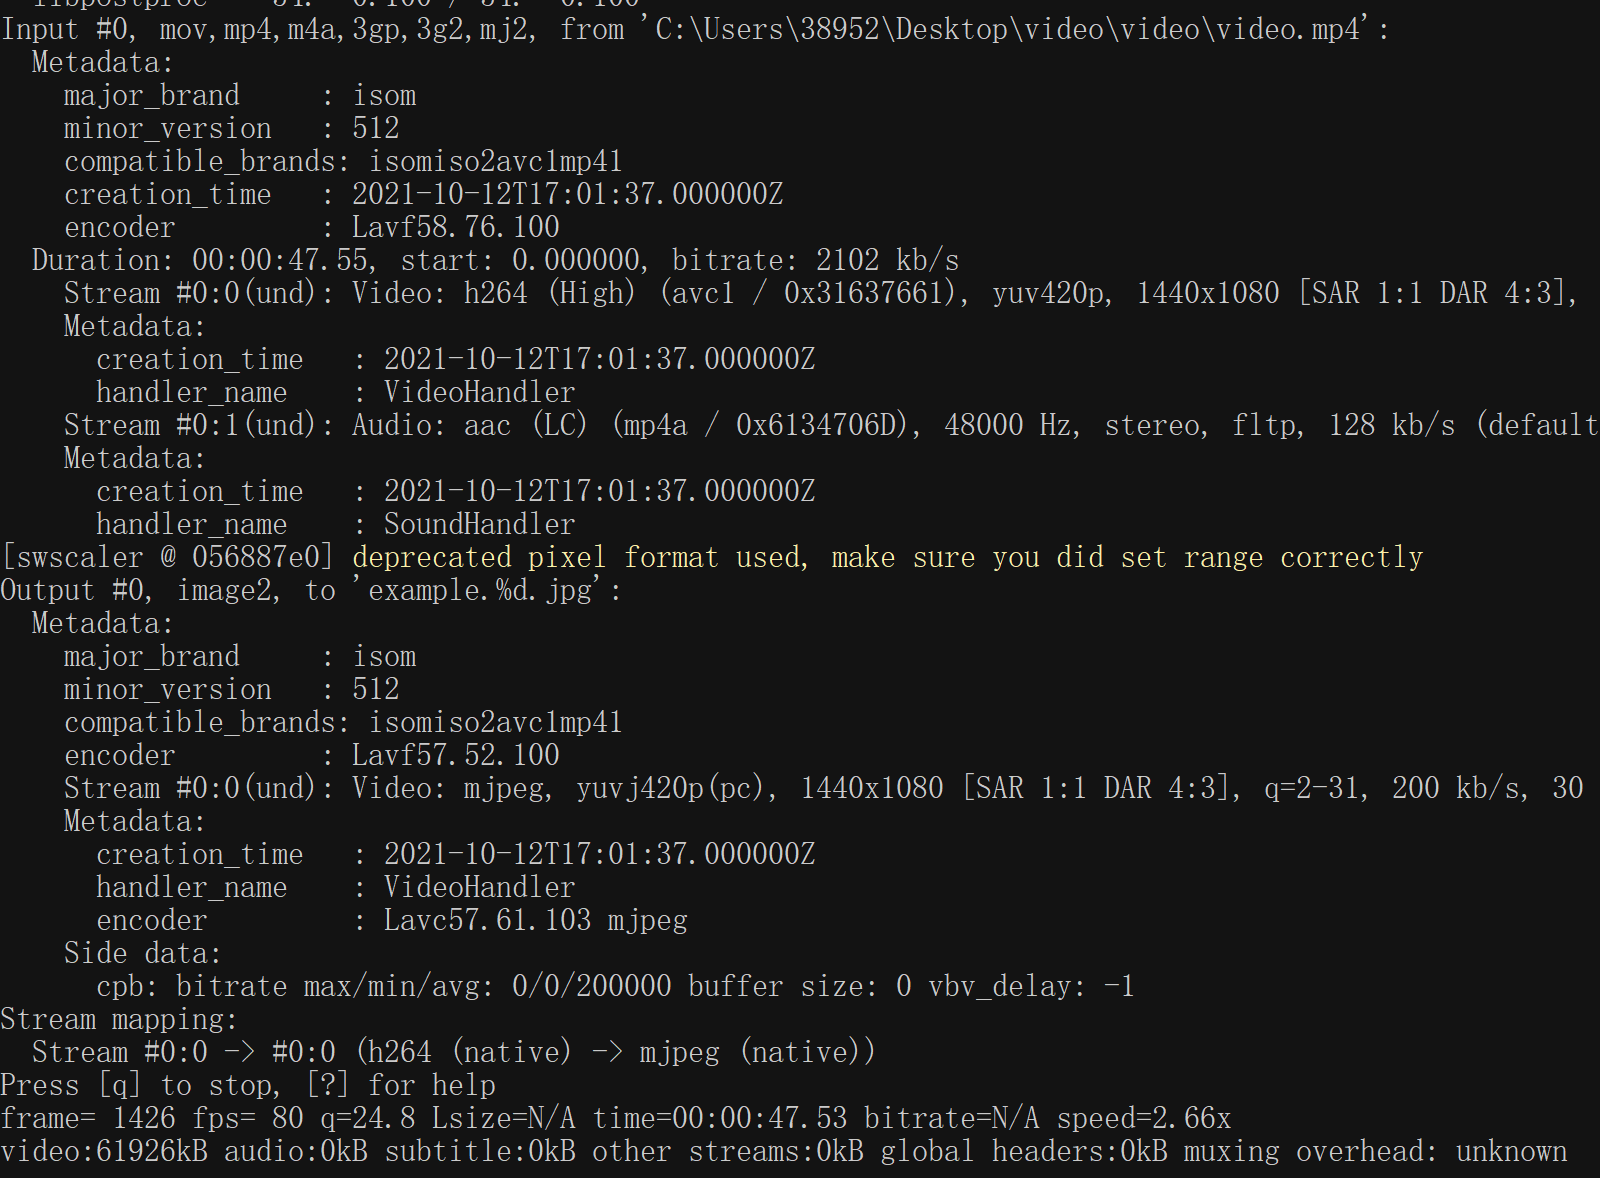 libpostproc    54.  0.100 / 54.  0.100
Input #0, mov,mp4,m4a,3gp,3g2,mj2, from 'C:\Users\38952\Desktop\video\video\video.mp4':
  Metadata:
    major_brand     : isom
    minor_version   : 512
    compatible_brands: isomiso2avc1mp41
    creation_time   : 2021-10-12T17:01:37.000000Z
    encoder         : Lavf58.76.100
  Duration: 00:00:47.55, start: 0.000000, bitrate: 2102 kb/s
    Stream #0:0(und): Video: h264 (High) (avc1 / 0x31637661), yuv420p, 1440x1080 [SAR 1:1 DAR 4:3],
    Metadata:
      creation_time   : 2021-10-12T17:01:37.000000Z
      handler_name    : VideoHandler
    Stream #0:1(und): Audio: aac (LC) (mp4a / 0x6134706D), 48000 Hz, stereo, fltp, 128 kb/s (default
    Metadata:
      creation_time   : 2021-10-12T17:01:37.000000Z
      handler_name    : SoundHandler
[swscaler @ 056887e0] deprecated pixel format used, make sure you did set range correctly
Output #0, image2, to 'example.%d.jpg':
  Metadata:
    major_brand     : isom
    minor_version   : 512
    compatible_brands: isomiso2avc1mp41
    encoder         : Lavf57.52.100
    Stream #0:0(und): Video: mjpeg, yuvj420p(pc), 1440x1080 [SAR 1:1 DAR 4:3], q=2-31, 200 kb/s, 30
    Metadata:
      creation_time   : 2021-10-12T17:01:37.000000Z
      handler_name    : VideoHandler
      encoder         : Lavc57.61.103 mjpeg
    Side data:
      cpb: bitrate max/min/avg: 0/0/200000 buffer size: 0 vbv_delay: -1
Stream mapping:
  Stream #0:0 -> #0:0 (h264 (native) -> mjpeg (native))
Press [q] to stop, [?] for help
frame= 1426 fps= 80 q=24.8 Lsize=N/A time=00:00:47.53 bitrate=N/A speed=2.66x
video:61926kB audio:0kB subtitle:0kB other streams:0kB global headers:0kB muxing overhead: unknown